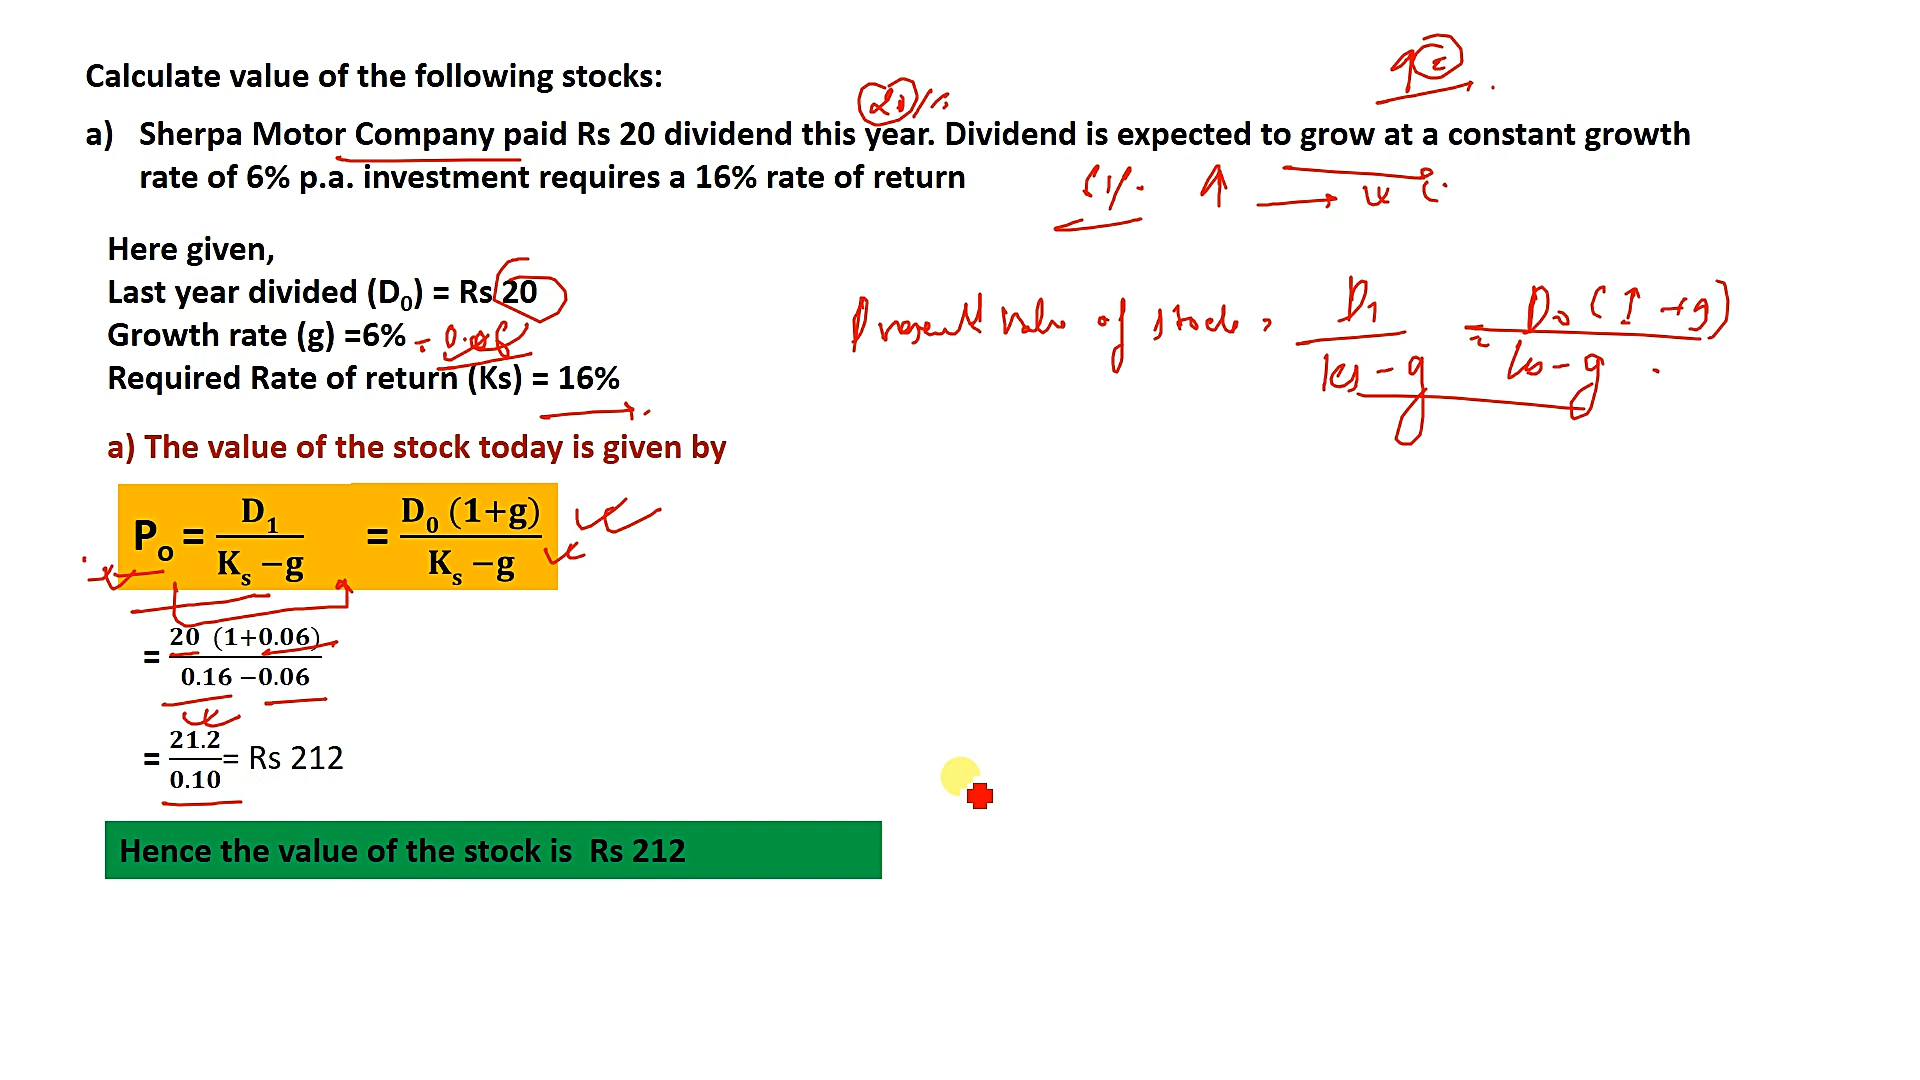 Calculate value of the following stocks:
a) Sherpa Motor Company paid Rs 20 dividend this year. Dividend is expected to grow at a constant growth
rate of 6% p.a. investment requires a 16% rate of return
Here given,
Last year divided (D₀) = Rs 20
Growth rate (g) =6%
Required Rate of return (Ks) = 16%
of stock
D₁ / ks - g = D₀ (1 + g) / ks - g
a) The value of the stock today is given by
Pₒ = D₁ / Kₛ −g = D₀ (1+g) / Kₛ −g
= 20 (1+0.06) / 0.16 −0.06
= 21.2 / 0.10 = Rs 212
Hence the value of the stock is Rs 212